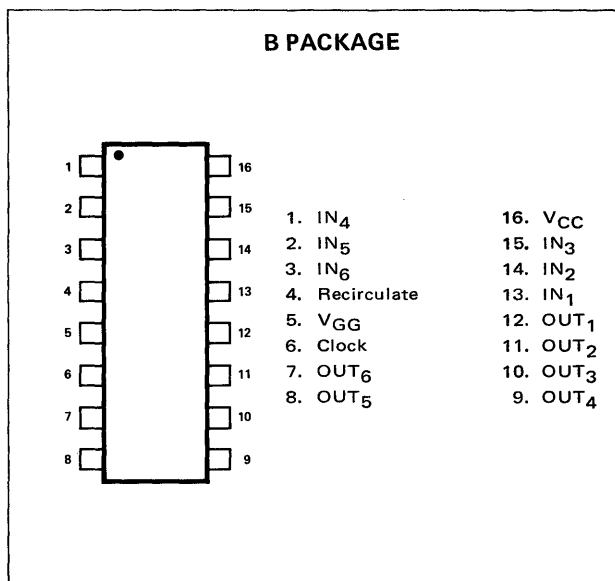 B PACKAGE
1 16
2 15
3 14
4 13
5 12
6 11
7 10
8 9
1. IN4 16. VCC
2. IN5 15. IN3
3. IN6 14. IN2
4. Recirculate 13. IN1
5. VGG 12. OUT1
6. Clock 11. OUT2
7. OUT6 10. OUT3
8. OUT5 9. OUT4